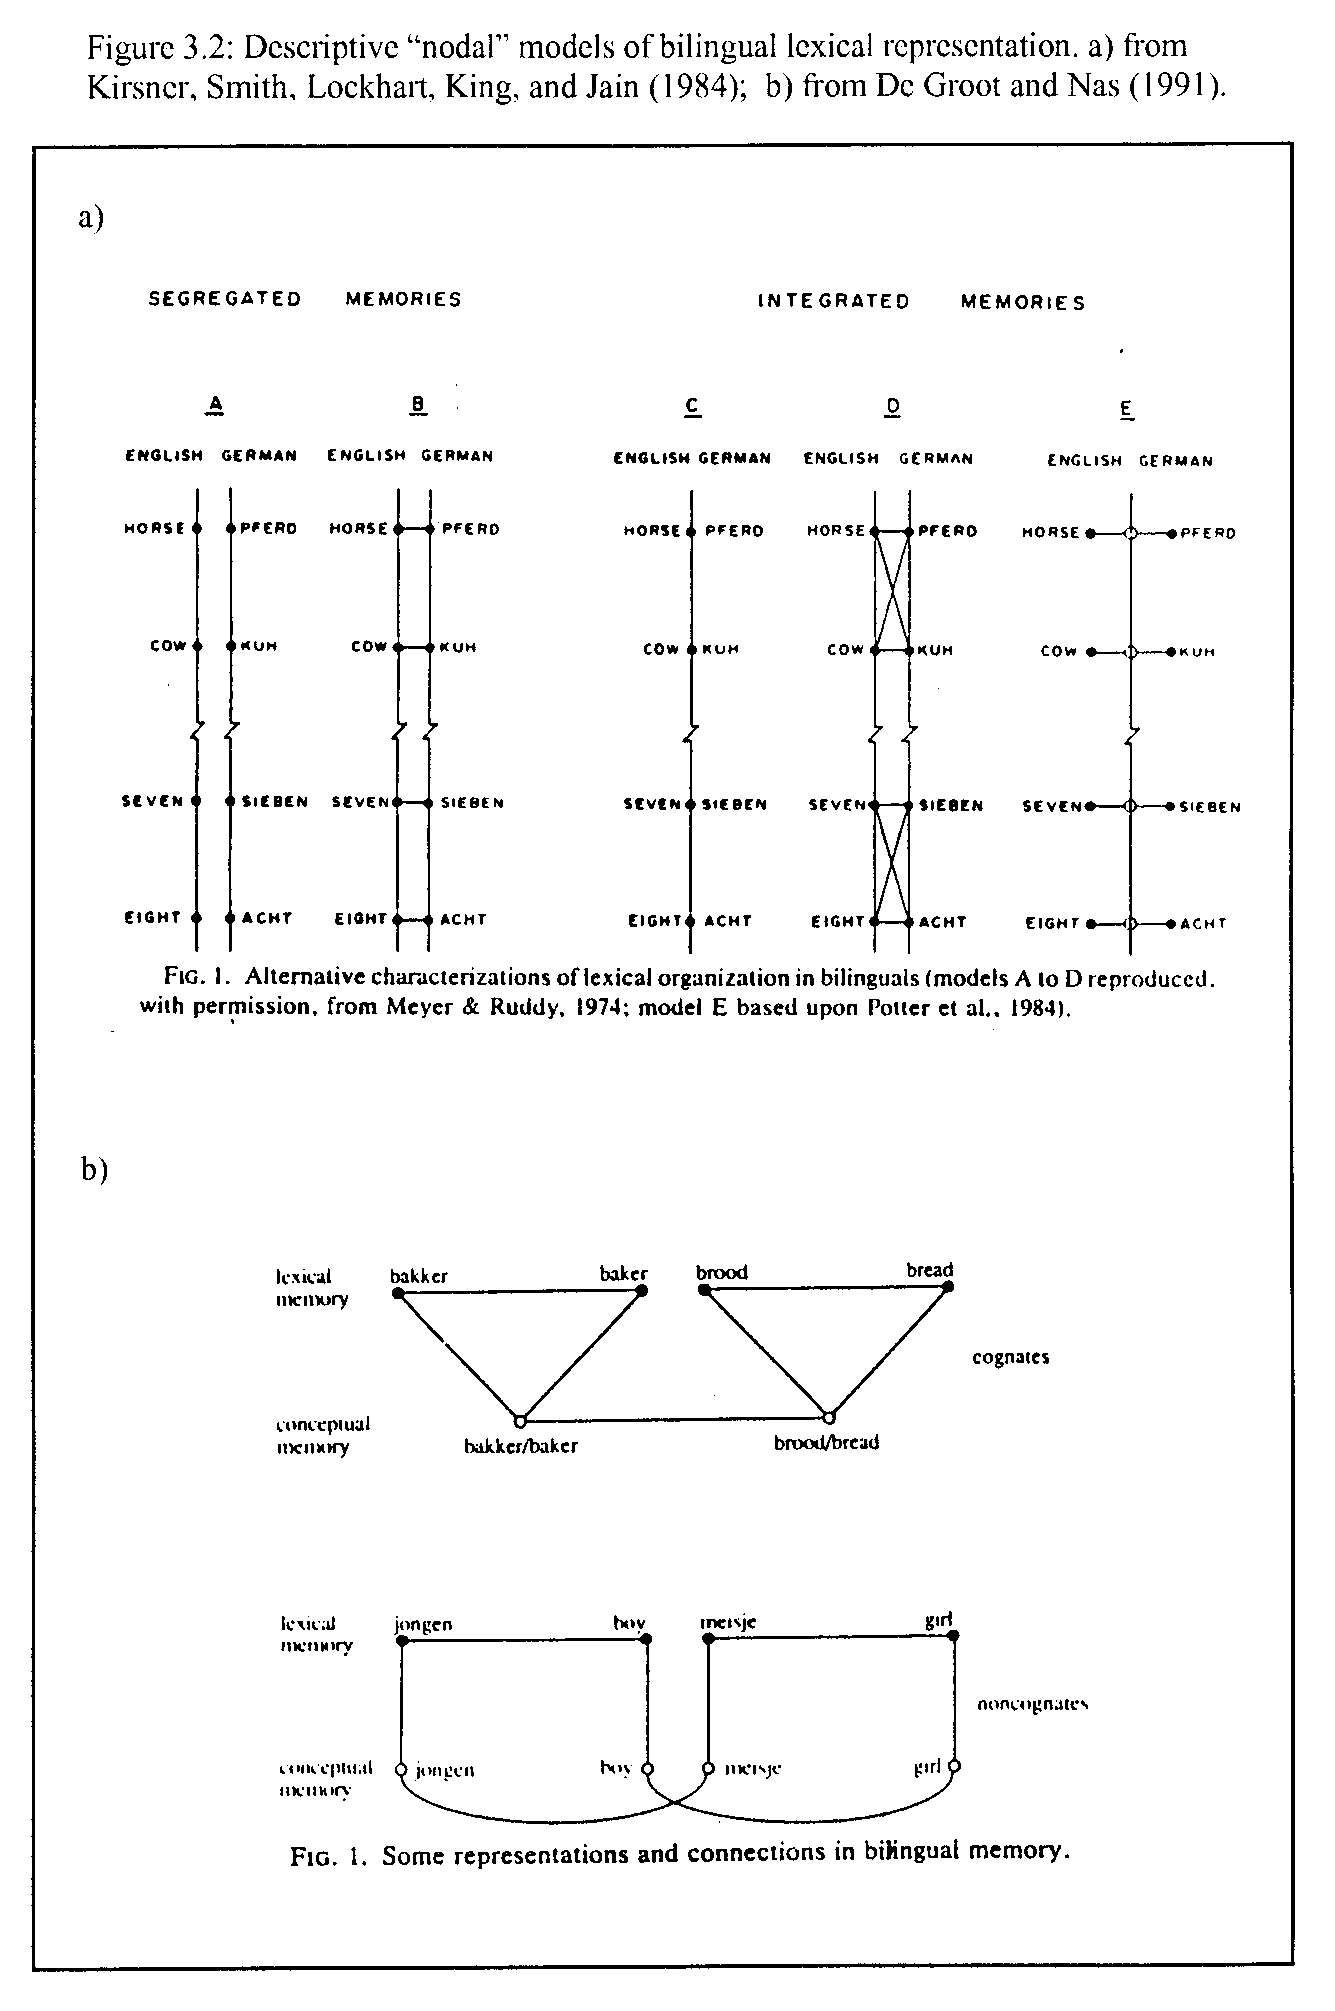 Figure 3.2: Descriptive “nodal” models of bilingual lexical representation. a) from
Kirsner, Smith, Lockhart, King, and Jain (1984); b) from De Groot and Nas (1991).
a)
SEGREGATED MEMORIES INTEGRATED MEMORIES
A B C D E
ENGLISH GERMAN ENGLISH GERMAN ENGLISH GERMAN ENGLISH GERMAN ENGLISH GERMAN
HORSE PFERD HORSE PFERD HORSE PFERD HORSE PFERD HORSE PFERD
COW KUH COW KUH COW KUH COW KUH COW KUH
SEVEN SIEBEN SEVEN SIEBEN SEVEN SIEBEN SEVEN SIEBEN SEVEN SIEBEN
EIGHT ACHT EIGHT ACHT EIGHT ACHT EIGHT ACHT EIGHT ACHT
FIG. 1. Alternative characterizations of lexical organization in bilinguals (models A to D reproduced.
with permission, from Meyer & Ruddy, 1974; model E based upon Potter et al., 1984).
b)
lexical memory
bakker baker brood bread
cognates
conceptual memory
bakker/baker brood/bread
lexical memory
jongen boy meisje girl
noncognates
conceptual memory
jongen boy meisje girl
FIG. 1. Some representations and connections in bilingual memory.